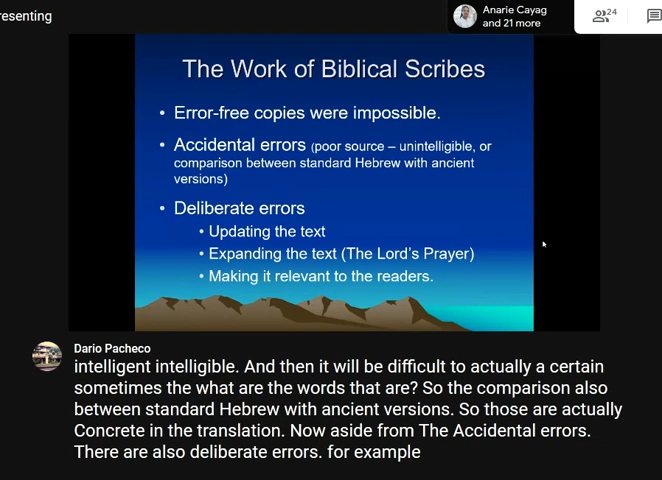 resenting
Anarie Cayag
and 21 more
24
The Work of Biblical Scribes
• Error-free copies were impossible.
• Accidental errors (poor source – unintelligible, or
comparison between standard Hebrew with ancient
versions)
• Deliberate errors
• Updating the text
• Expanding the text (The Lord's Prayer)
• Making it relevant to the readers.
Dario Pacheco
intelligent intelligible. And then it will be difficult to actually a certain
sometimes the what are the words that are? So the comparison also
between standard Hebrew with ancient versions. So those are actually
Concrete in the translation. Now aside from The Accidental errors.
There are also deliberate errors. for example